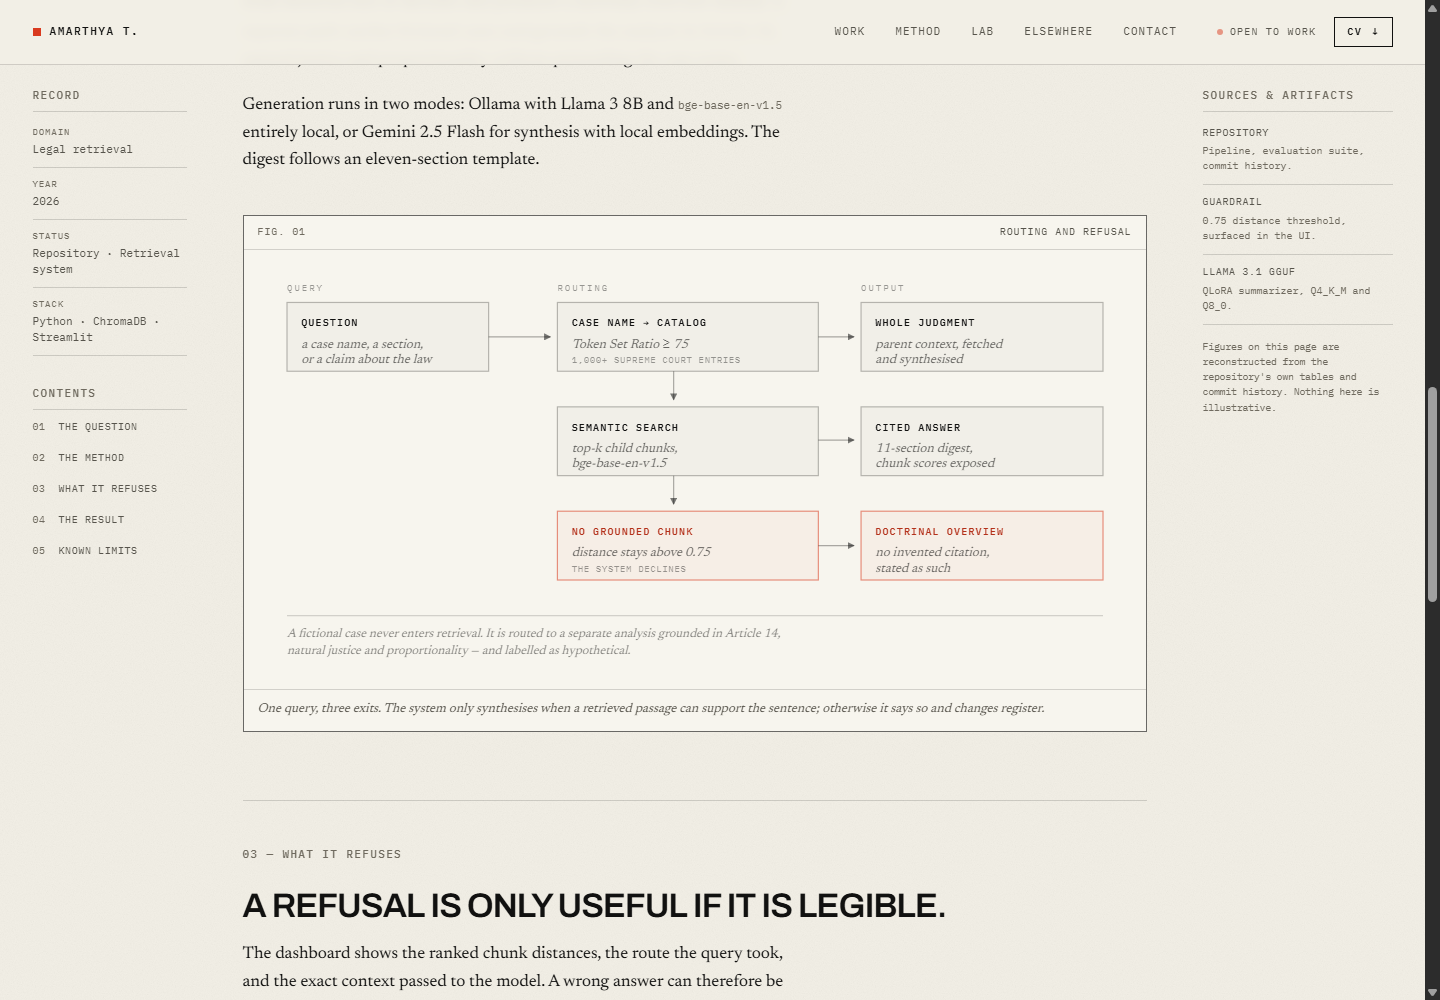 AMARTHYA T.
WORK METHOD LAB ELSEWHERE CONTACT OPEN TO WORK CV ↓
RECORD
DOMAIN
Legal retrieval
YEAR
2026
STATUS
Repository · Retrieval
system
STACK
Python · ChromaDB ·
Streamlit
CONTENTS
01 THE QUESTION
02 THE METHOD
03 WHAT IT REFUSES
04 THE RESULT
05 KNOWN LIMITS
Generation runs in two modes: Ollama with Llama 3 8B and bge-base-en-v1.5
entirely local, or Gemini 2.5 Flash for synthesis with local embeddings. The
digest follows an eleven-section template.
FIG. 01 ROUTING AND REFUSAL
QUERY ROUTING OUTPUT
QUESTION
a case name, a section,
or a claim about the law
CASE NAME → CATALOG
Token Set Ratio ≥ 75
1,000+ SUPREME COURT ENTRIES
WHOLE JUDGMENT
parent context, fetched
and synthesised
SEMANTIC SEARCH
top-k child chunks,
bge-base-en-v1.5
CITED ANSWER
11-section digest,
chunk scores exposed
NO GROUNDED CHUNK
distance stays above 0.75
THE SYSTEM DECLINES
DOCTRINAL OVERVIEW
no invented citation,
stated as such
A fictional case never enters retrieval. It is routed to a separate analysis grounded in Article 14,
natural justice and proportionality — and labelled as hypothetical.
One query, three exits. The system only synthesises when a retrieved passage can support the sentence; otherwise it says so and changes register.
03 — WHAT IT REFUSES
A REFUSAL IS ONLY USEFUL IF IT IS LEGIBLE.
The dashboard shows the ranked chunk distances, the route the query took,
and the exact context passed to the model. A wrong answer can therefore be
SOURCES & ARTIFACTS
REPOSITORY
Pipeline, evaluation suite,
commit history.
GUARDRAIL
0.75 distance threshold,
surfaced in the UI.
LLAMA 3.1 GGUF
QLoRA summarizer, Q4_K_M and
Q8_0.
Figures on this page are
reconstructed from the
repository's own tables and
commit history. Nothing here is
illustrative.